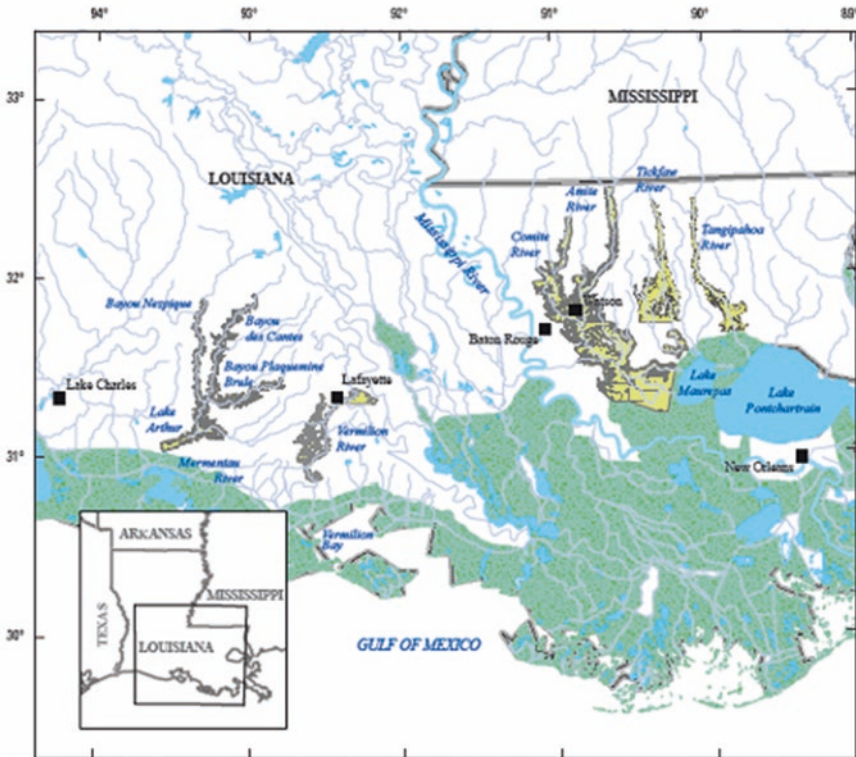 94° 93° 92° 91° 90° 89°
33°
MISSISSIPPI
LOUISIANA
Tickfaw
River
Amite
River
Comite
River
Tangipahoa
River
Mississippi River
32°
Bayou Nezpique
Watson
Bayou
des Cannes
Baton Rouge
Bayou Plaquemine
Brule
Lake Charles
Lafayette
Lake
Maurepas
Lake
Pontchartrain
Lake
Arthur
Vermilion
River
31°
Mermentau
River
New Orleans
Vermilion
Bay
ARKANSAS
MISSISSIPPI
TEXAS
LOUISIANA
30°
GULF OF MEXICO